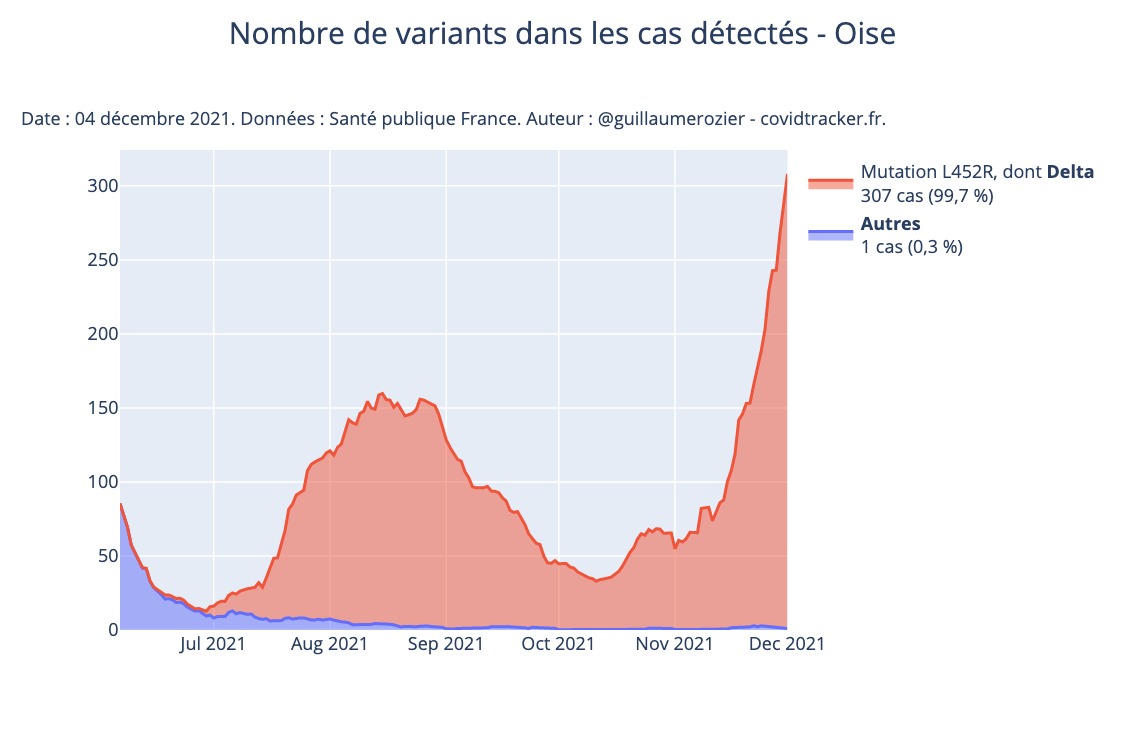 Nombre de variants dans les cas détectés - Oise
Date : 04 décembre 2021. Données : Santé publique France. Auteur : @guillaumerozier - covidtracker.fr.
Mutation L452R, dont Delta
307 cas (99,7 %)
Autres
1 cas (0,3 %)
300
250
200
150
100
50
0
Jul 2021
Aug 2021
Sep 2021
Oct 2021
Nov 2021
Dec 2021